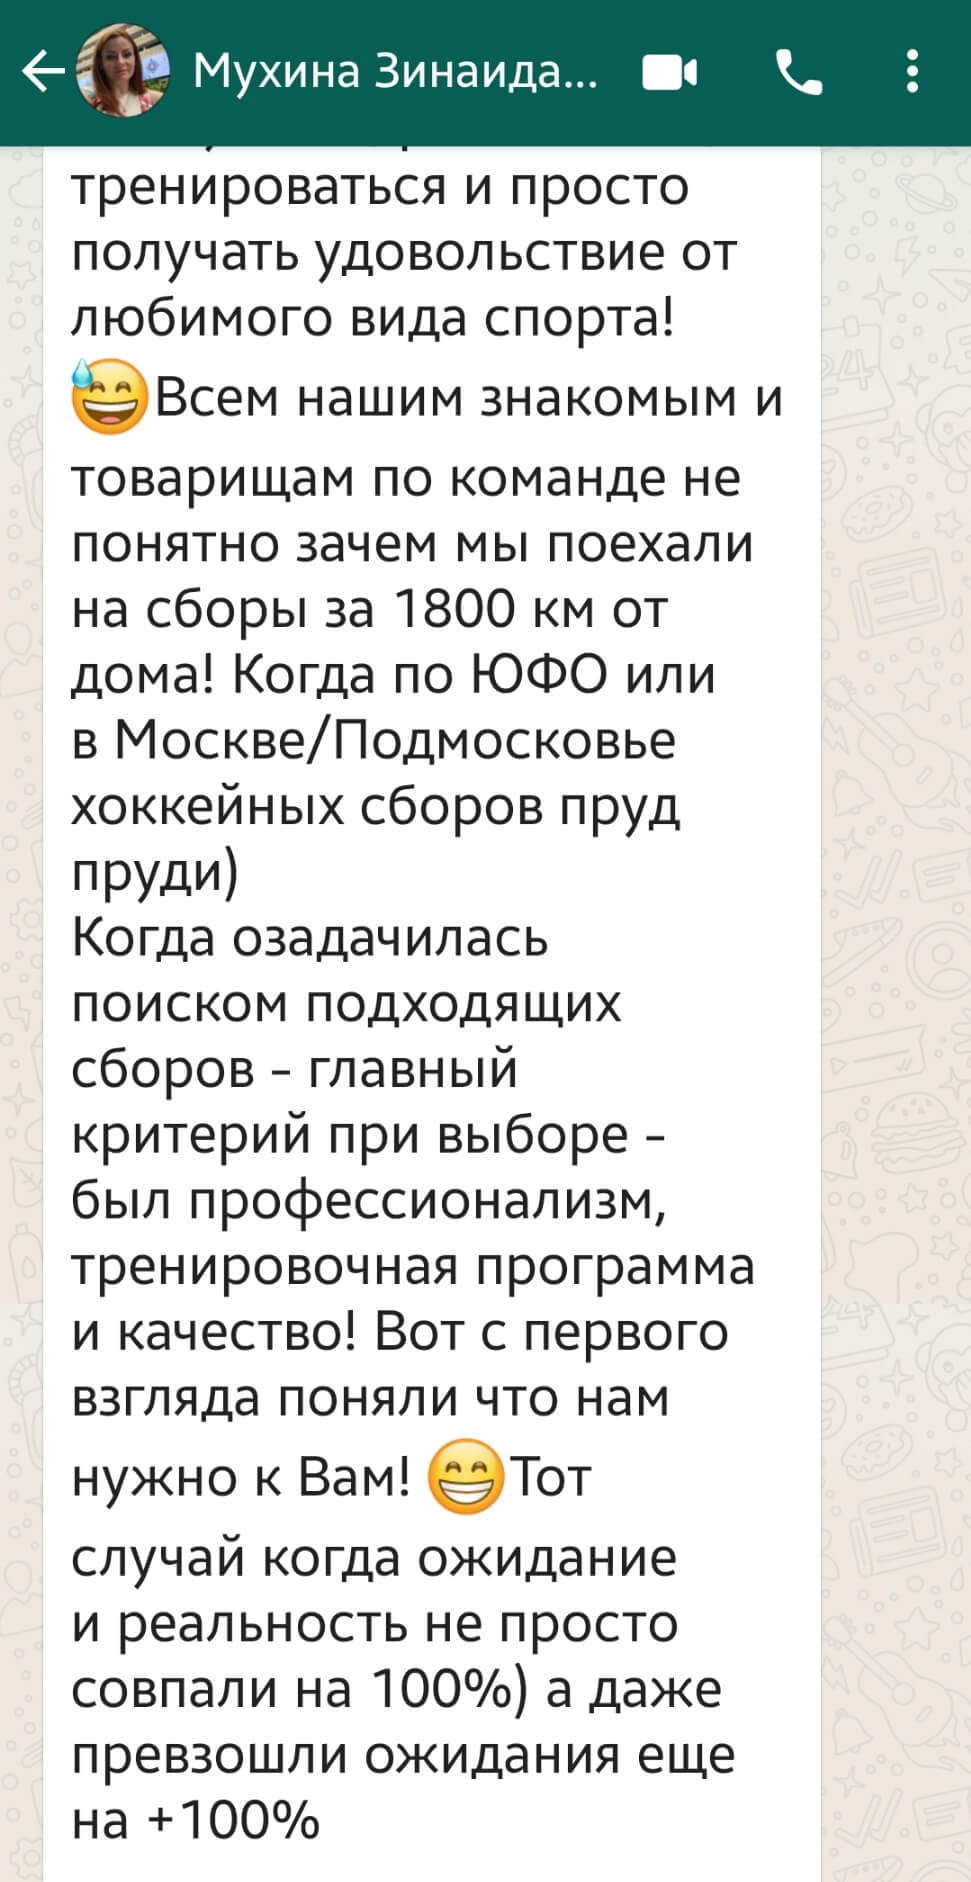 Мухина Зинаида...
тренироваться и просто
получать удовольствие от
любимого вида спорта!
😅Всем нашим знакомым и
товарищам по команде не
понятно зачем мы поехали
на сборы за 1800 км от
дома! Когда по ЮФО или
в Москве/Подмосковье
хоккейных сборов пруд
пруди)
Когда озадачилась
поиском подходящих
сборов - главный
критерий при выборе -
был профессионализм,
тренировочная программа
и качество! Вот с первого
взгляда поняли что нам
нужно к Вам! 😁Тот
случай когда ожидание
и реальность не просто
совпали на 100%) а даже
превзошли ожидания еще
на +100%